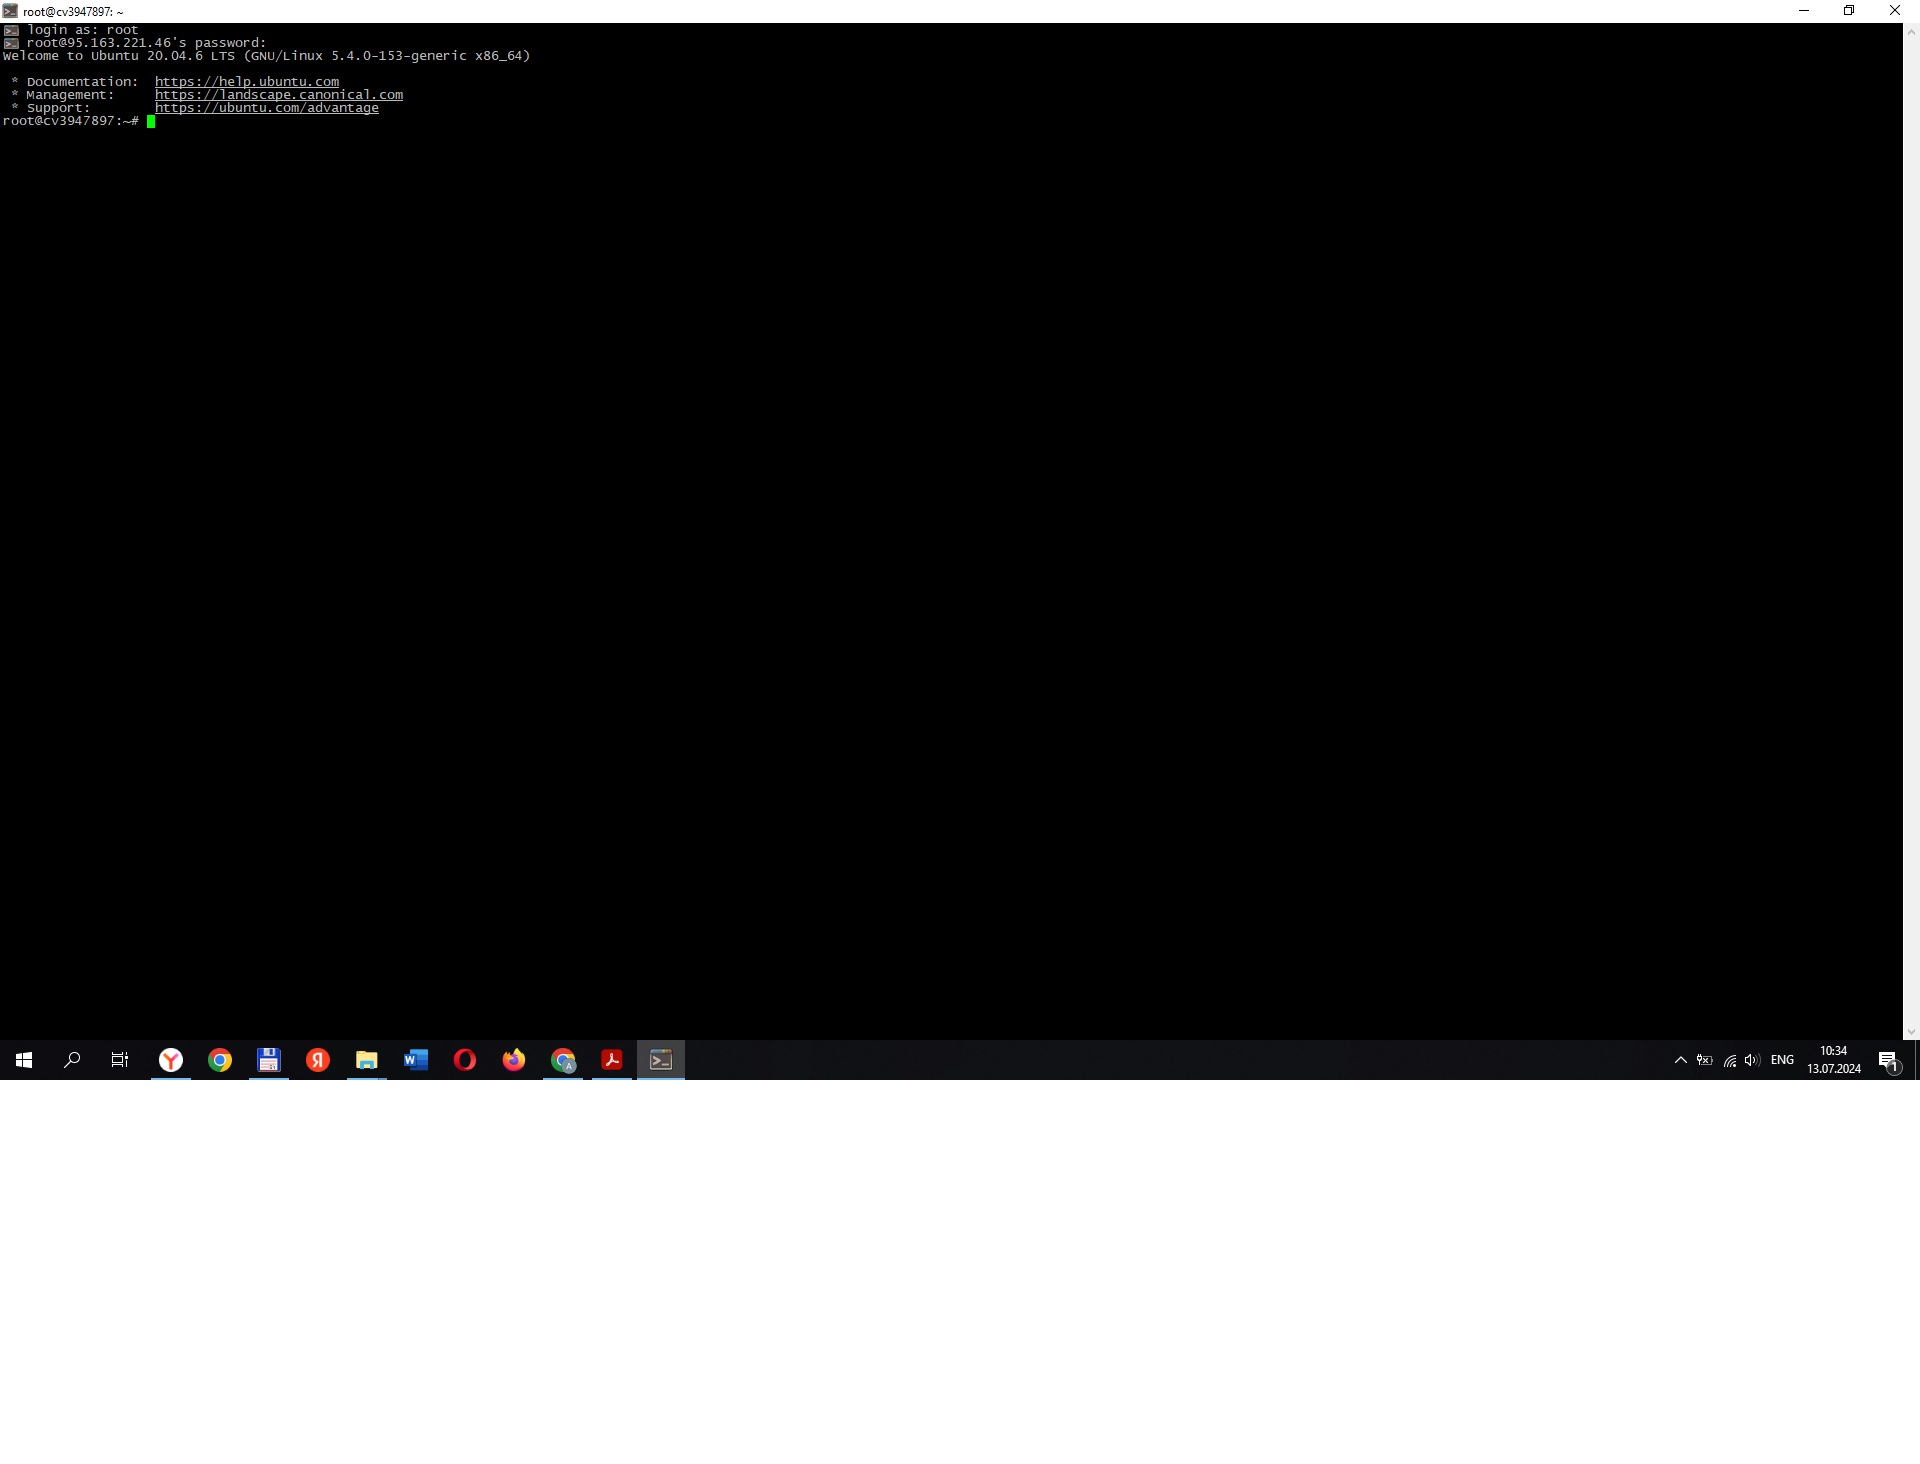 root@cv3947897: ~
login as: root
root@95.163.221.46's password:
Welcome to Ubuntu 20.04.6 LTS (GNU/Linux 5.4.0-153-generic x86_64)
* Documentation:  https://help.ubuntu.com
* Management:     https://landscape.canonical.com
* Support:        https://ubuntu.com/advantage
root@cv3947897:~#
ENG
10:34
13.07.2024
1